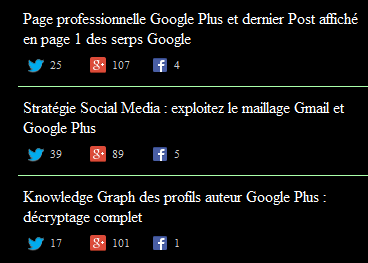 Page professionnelle Google Plus et dernier Post affiché
en page 1 des serps Google
25 g+ 107 f 4
Stratégie Social Media : exploitez le maillage Gmail et
Google Plus
39 g+ 89 f 5
Knowledge Graph des profils auteur Google Plus :
décryptage complet
17 g+ 101 f 1